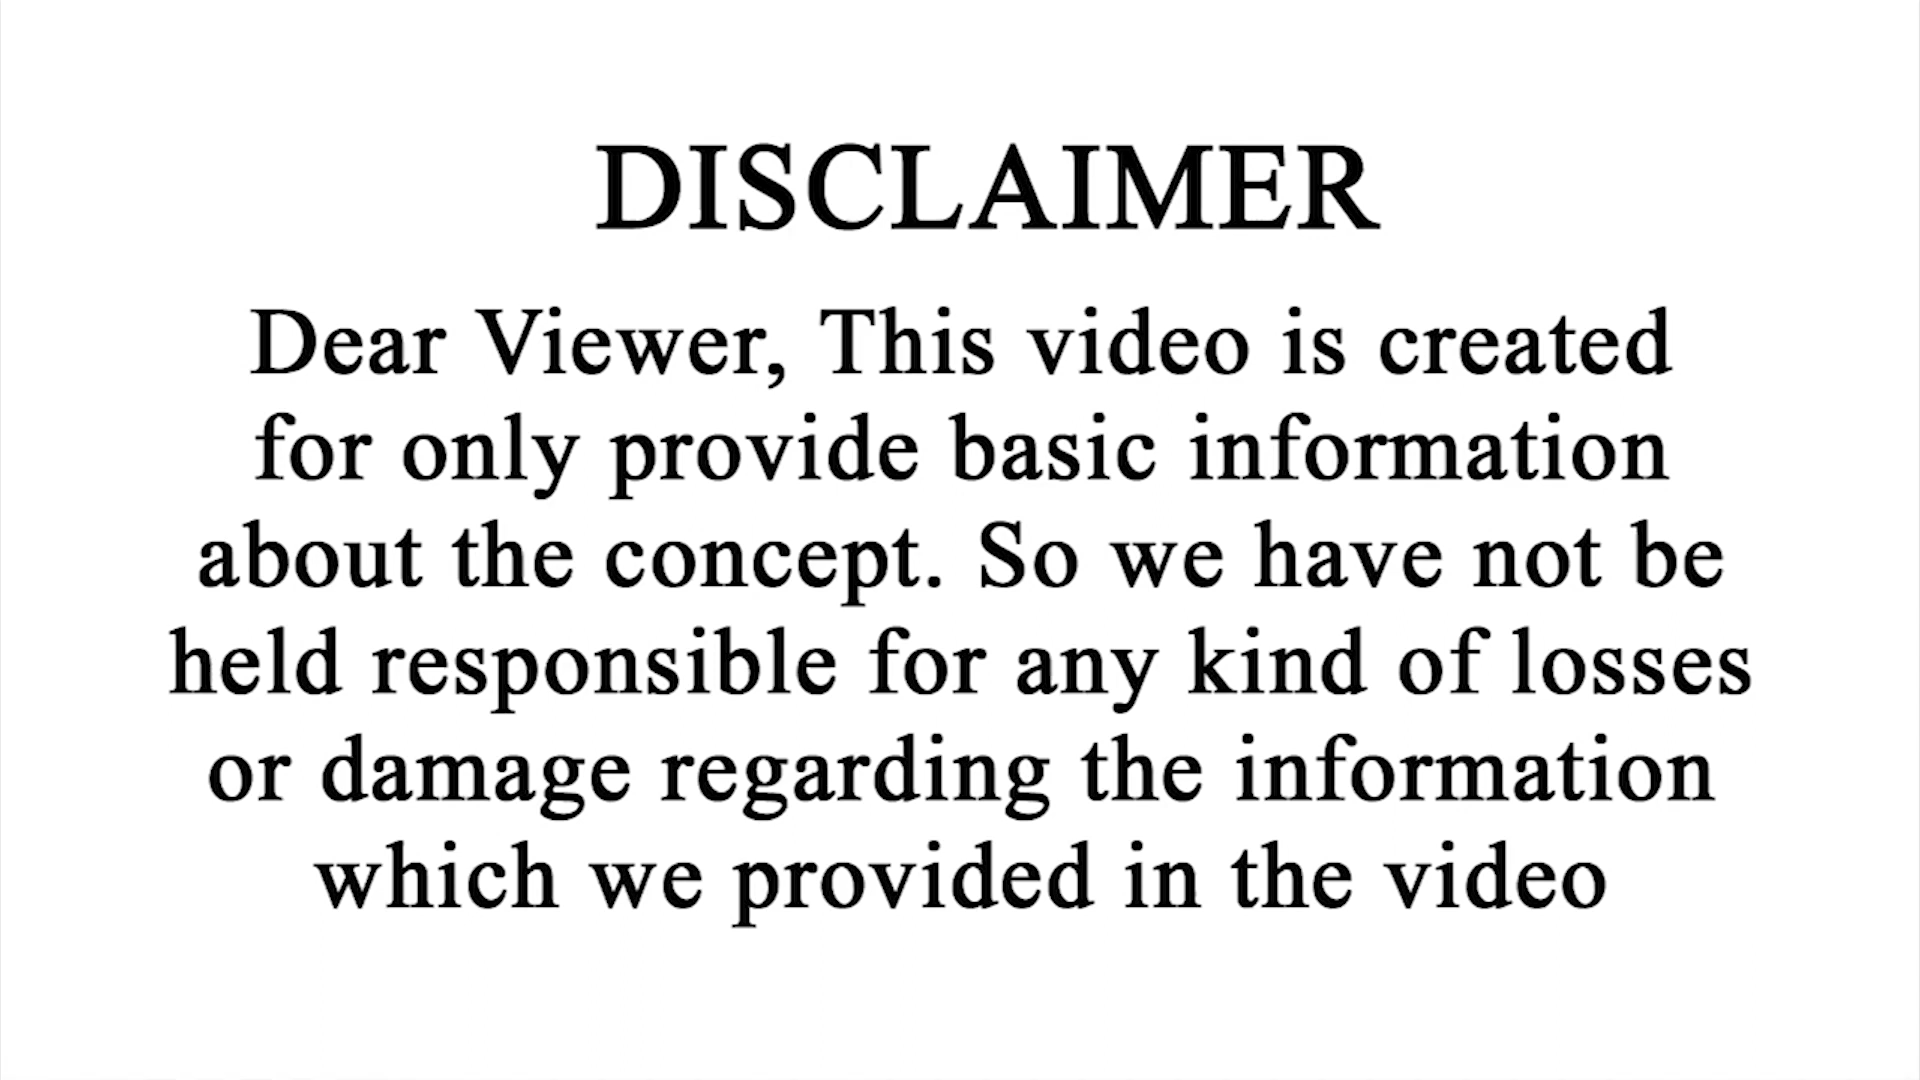 DISCLAIMER
Dear Viewer, This video is created
for only provide basic information
about the concept. So we have not be
held responsible for any kind of losses
or damage regarding the information
which we provided in the video